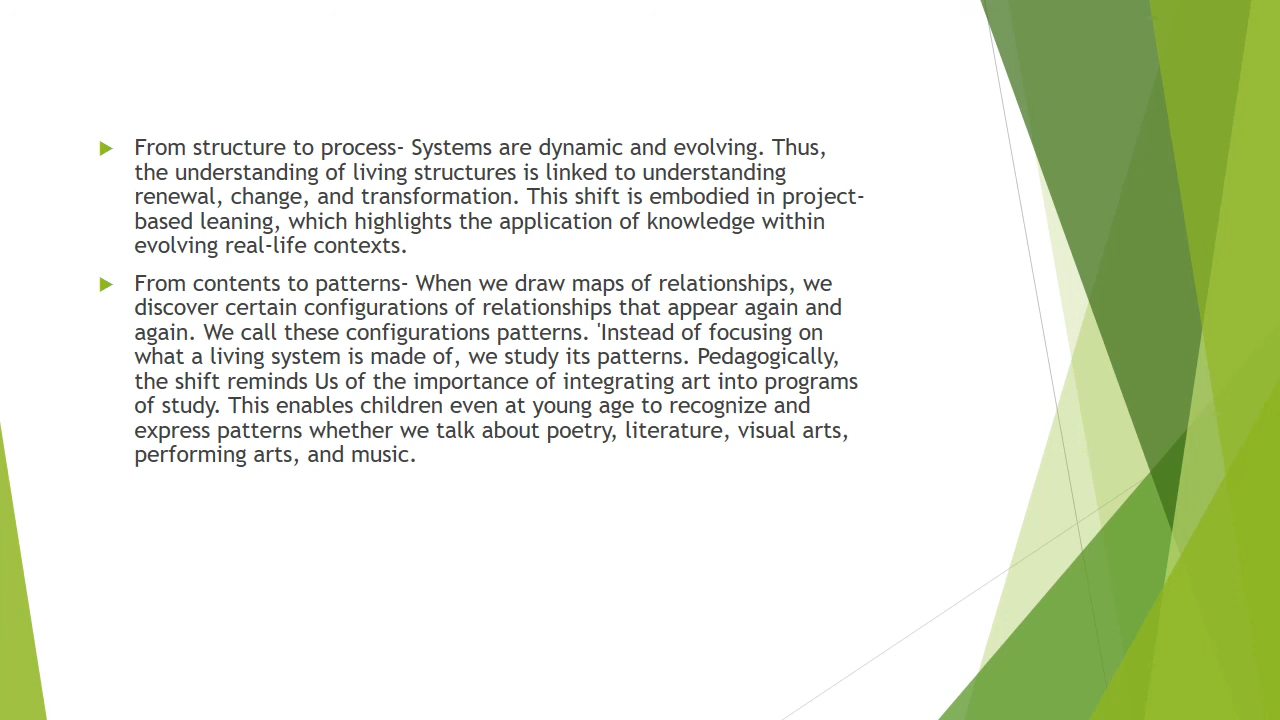 From structure to process- Systems are dynamic and evolving. Thus,
the understanding of living structures is linked to understanding
renewal, change, and transformation. This shift is embodied in project-
based leaning, which highlights the application of knowledge within
evolving real-life contexts.
From contents to patterns- When we draw maps of relationships, we
discover certain configurations of relationships that appear again and
again. We call these configurations patterns. 'Instead of focusing on
what a living system is made of, we study its patterns. Pedagogically,
the shift reminds Us of the importance of integrating art into programs
of study. This enables children even at young age to recognize and
express patterns whether we talk about poetry, literature, visual arts,
performing arts, and music.